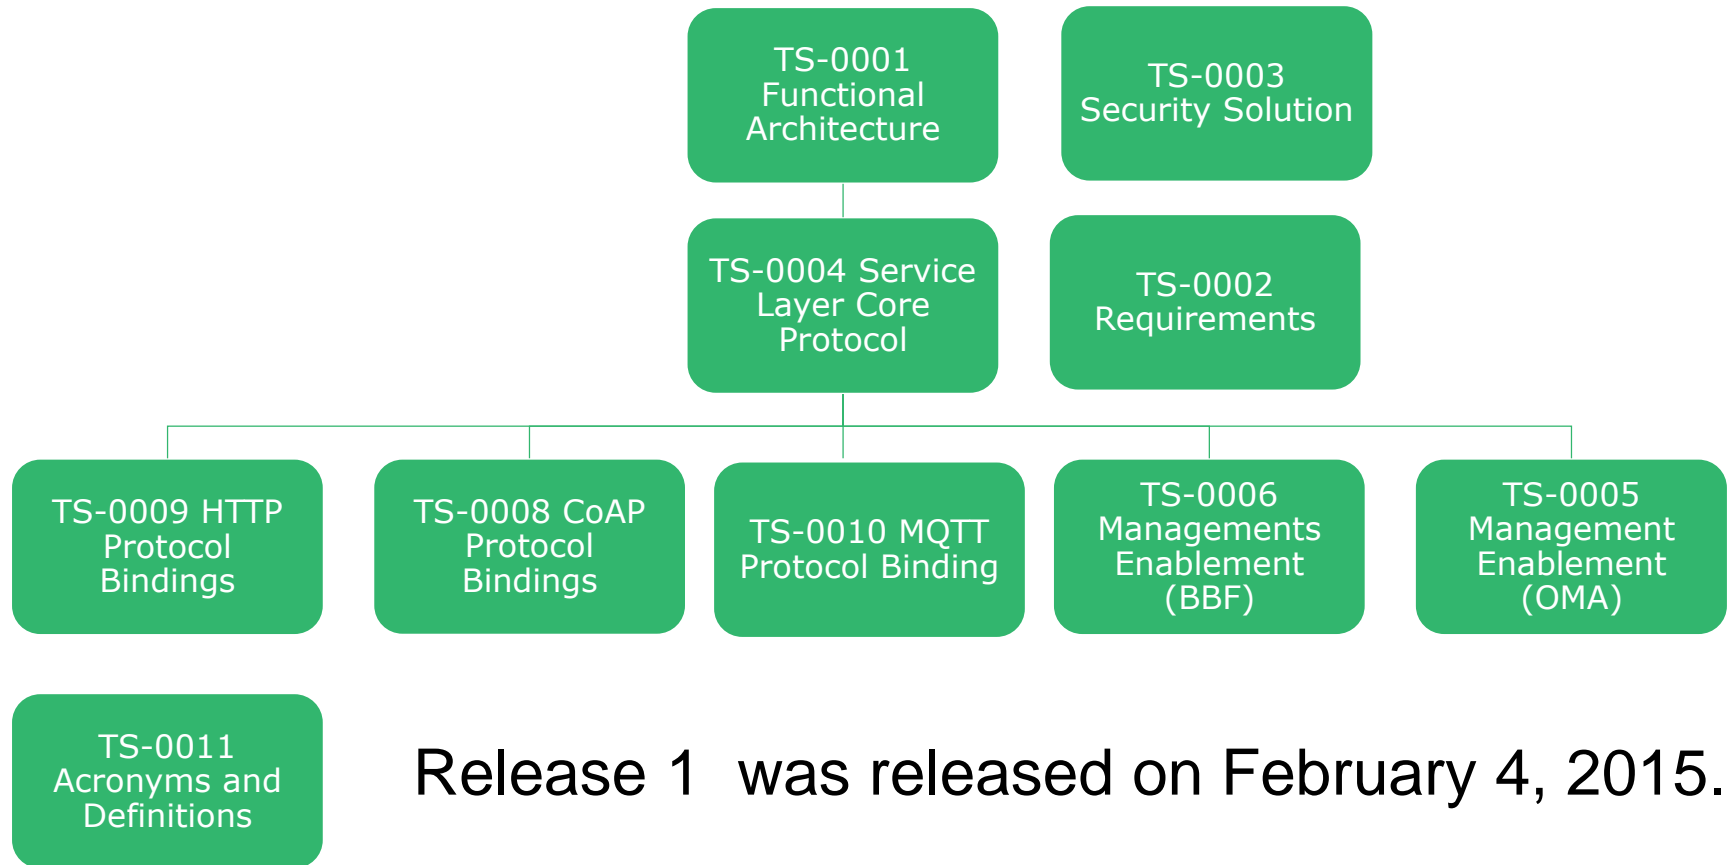 TS-0001
Functional
Architecture
TS-0003
Security Solution
TS-0004 Service
Layer Core
Protocol
TS-0002
Requirements
TS-0009 HTTP
Protocol
Bindings
TS-0008 CoAP
Protocol
Bindings
TS-0010 MQTT
Protocol Binding
TS-0006
Managements
Enablement
(BBF)
TS-0005
Management
Enablement
(OMA)
TS-0011
Acronyms and
Definitions
Release 1  was released on February 4, 2015.